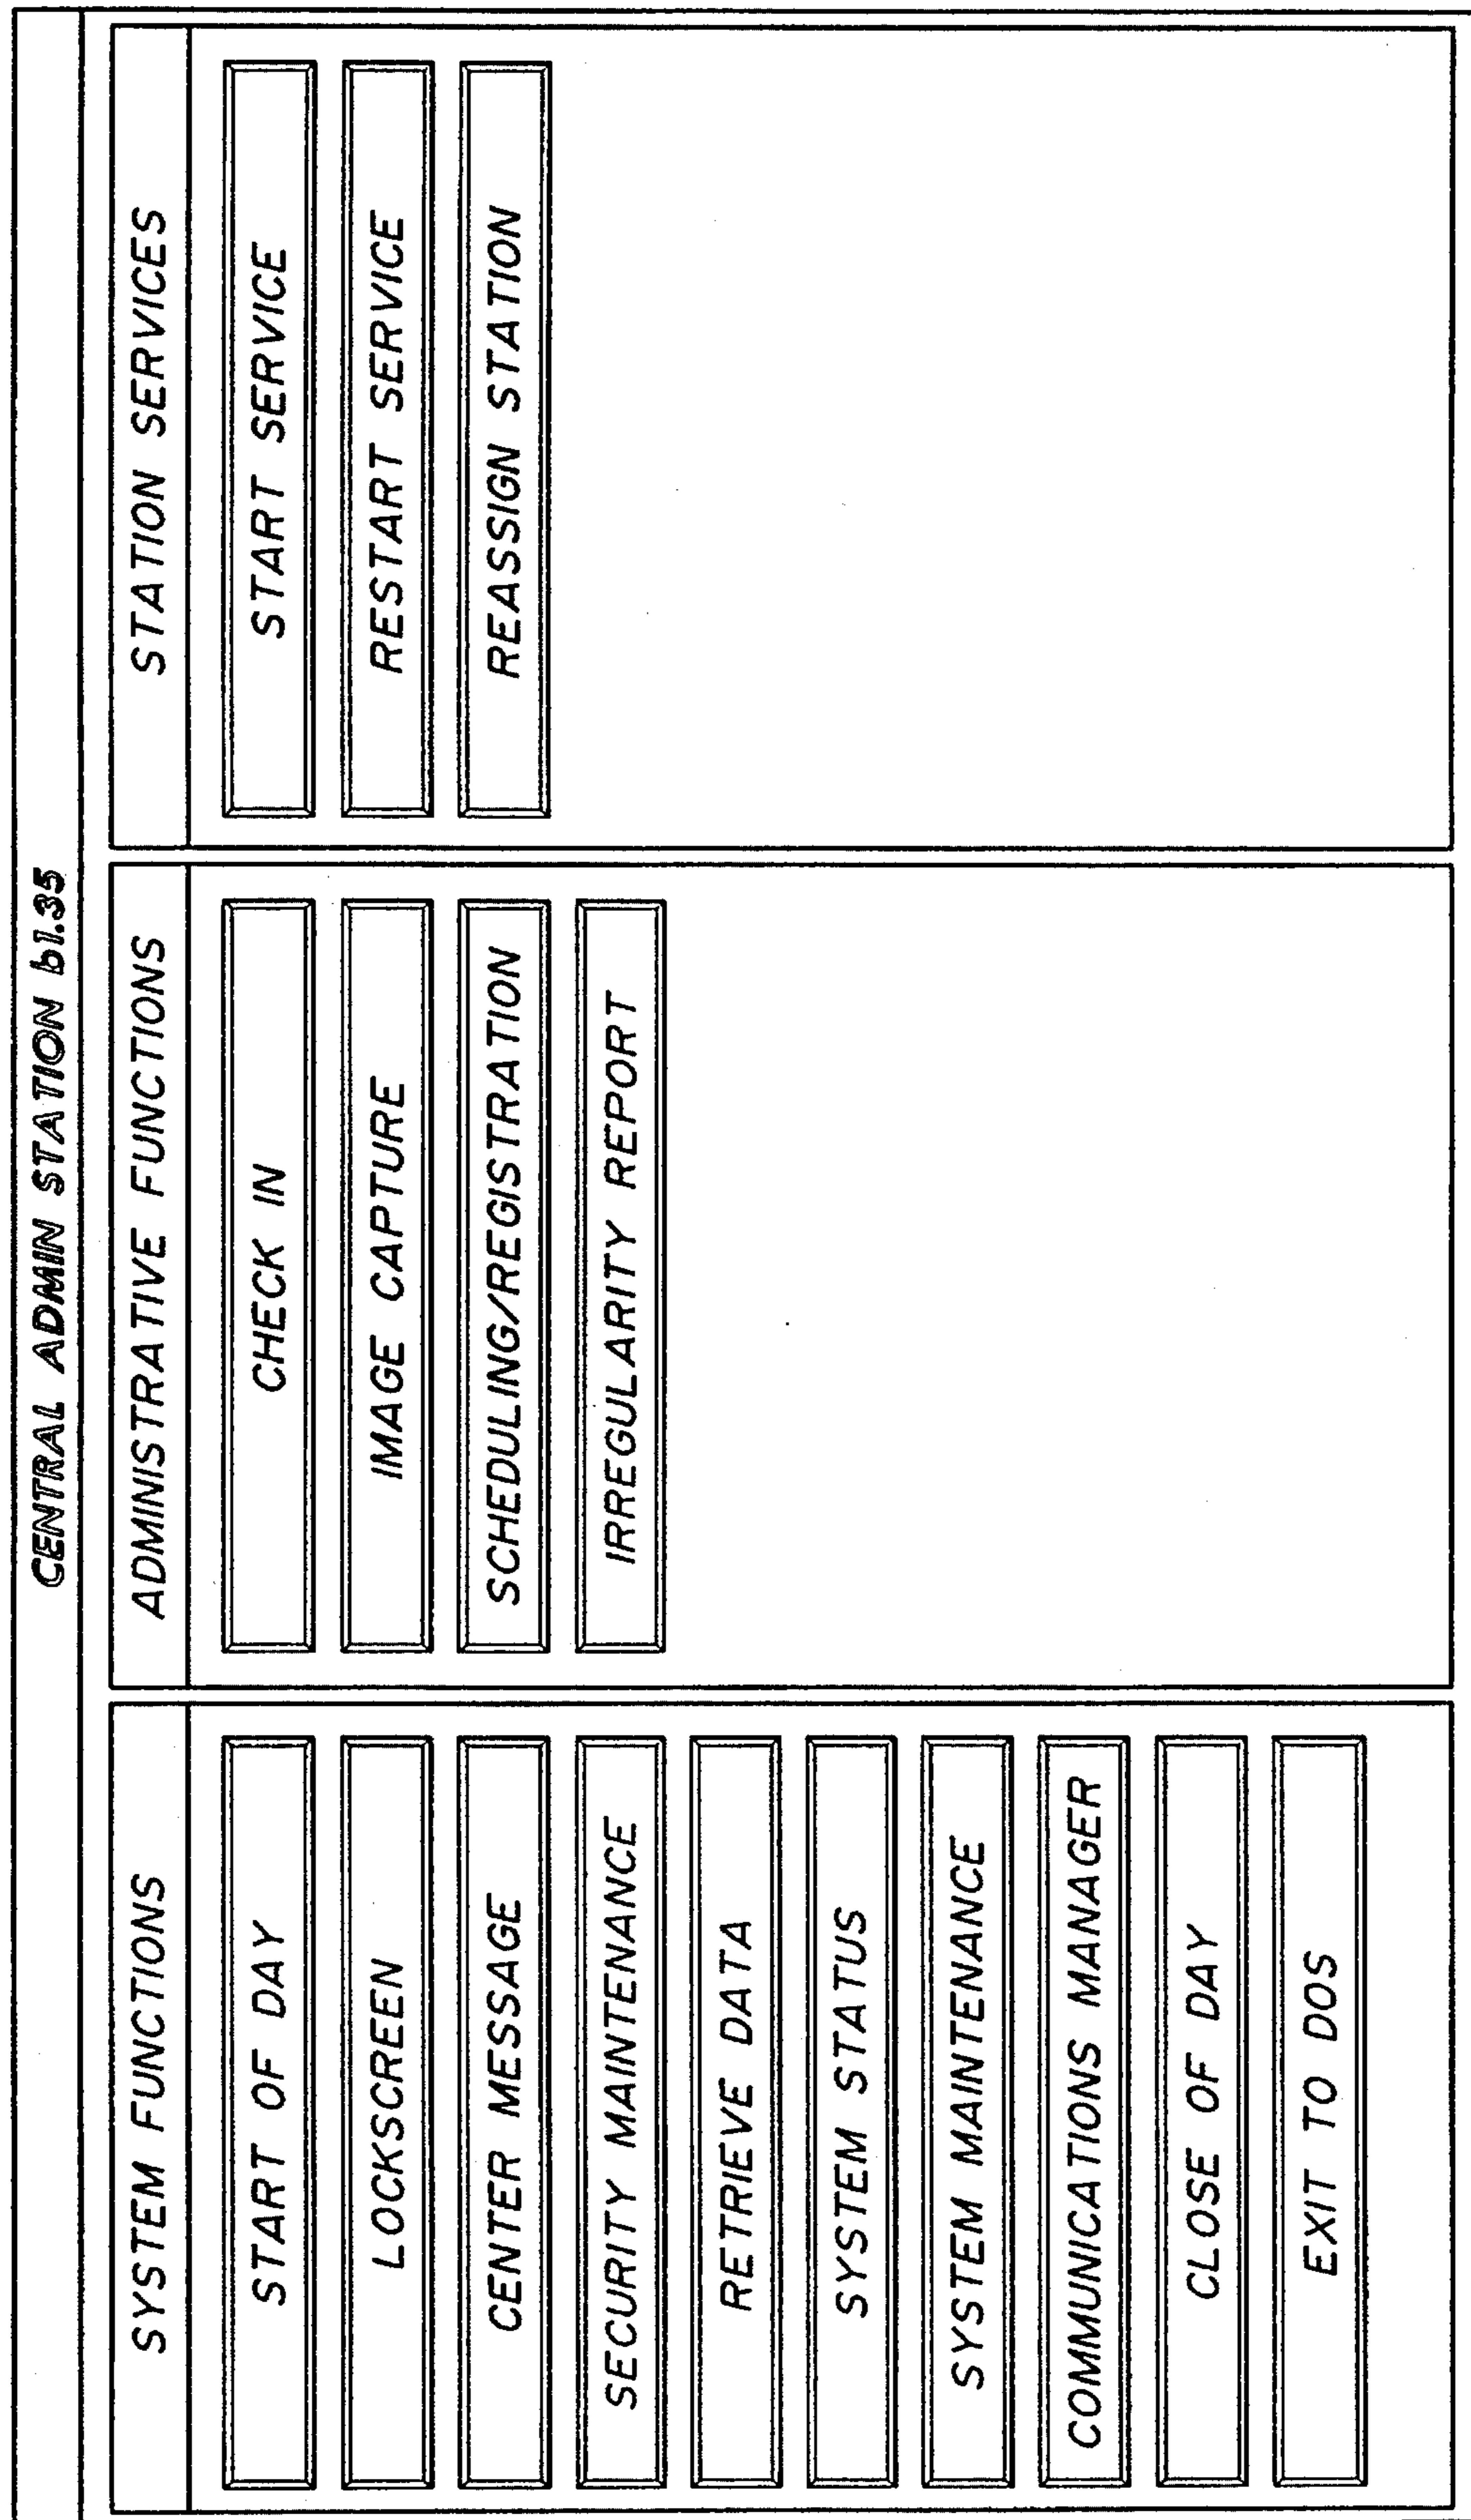 CENTRAL ADMIN STATION b1.35
SYSTEM FUNCTIONS
START OF DAY
LOCKSCREEN
CENTER MESSAGE
SECURITY MAINTENANCE
RETRIEVE DATA
SYSTEM STATUS
SYSTEM MAINTENANCE
COMMUNICATIONS MANAGER
CLOSE OF DAY
EXIT TO DOS
ADMINISTRATIVE FUNCTIONS
CHECK IN
IMAGE CAPTURE
SCHEDULING/REGISTRATION
IRREGULARITY REPORT
STATION SERVICES
START SERVICE
RESTART SERVICE
REASSIGN STATION